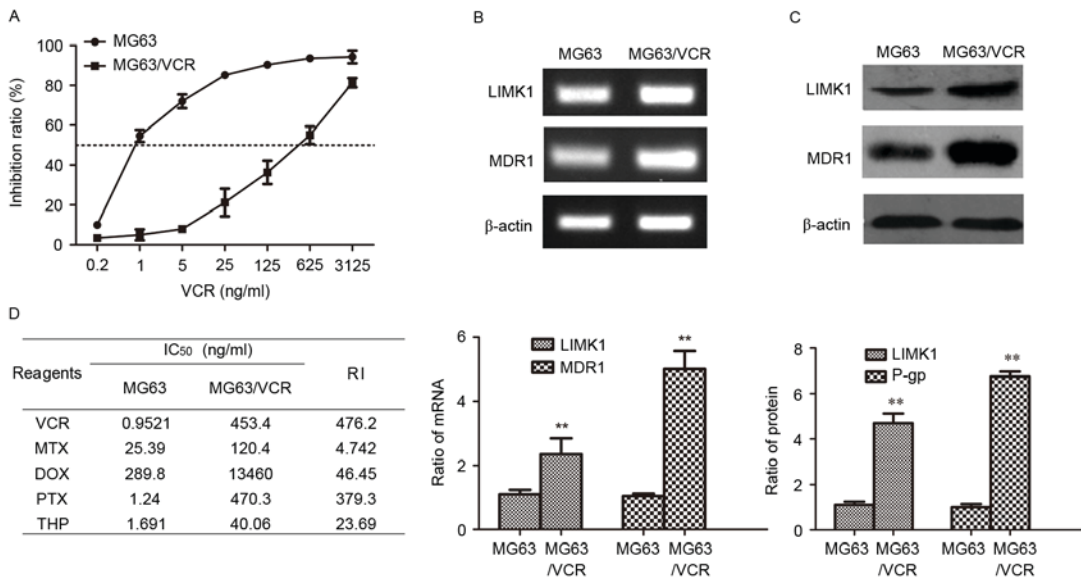 A
MG63
MG63/VCR
Inhibition ratio (%)
100
80
60
40
20
0
0.2 1 5 25 125 625 3125
VCR (ng/ml)
B
MG63 MG63/VCR
LIMK1
MDR1
β-actin
C
MG63 MG63/VCR
LIMK1
MDR1
β-actin
D
IC50 (ng/ml)
Reagents MG63 MG63/VCR RI
VCR 0.9521 453.4 476.2
MTX 25.39 120.4 4.742
DOX 289.8 13460 46.45
PTX 1.24 470.3 379.3
THP 1.691 40.06 23.69
LIMK1
MDR1
Ratio of mRNA
6
4
2
0
**
**
MG63 MG63 MG63 MG63
/VCR /VCR
LIMK1
P-gp
Ratio of protein
8
6
4
2
0
**
**
MG63 MG63 MG63 MG63
/VCR /VCR